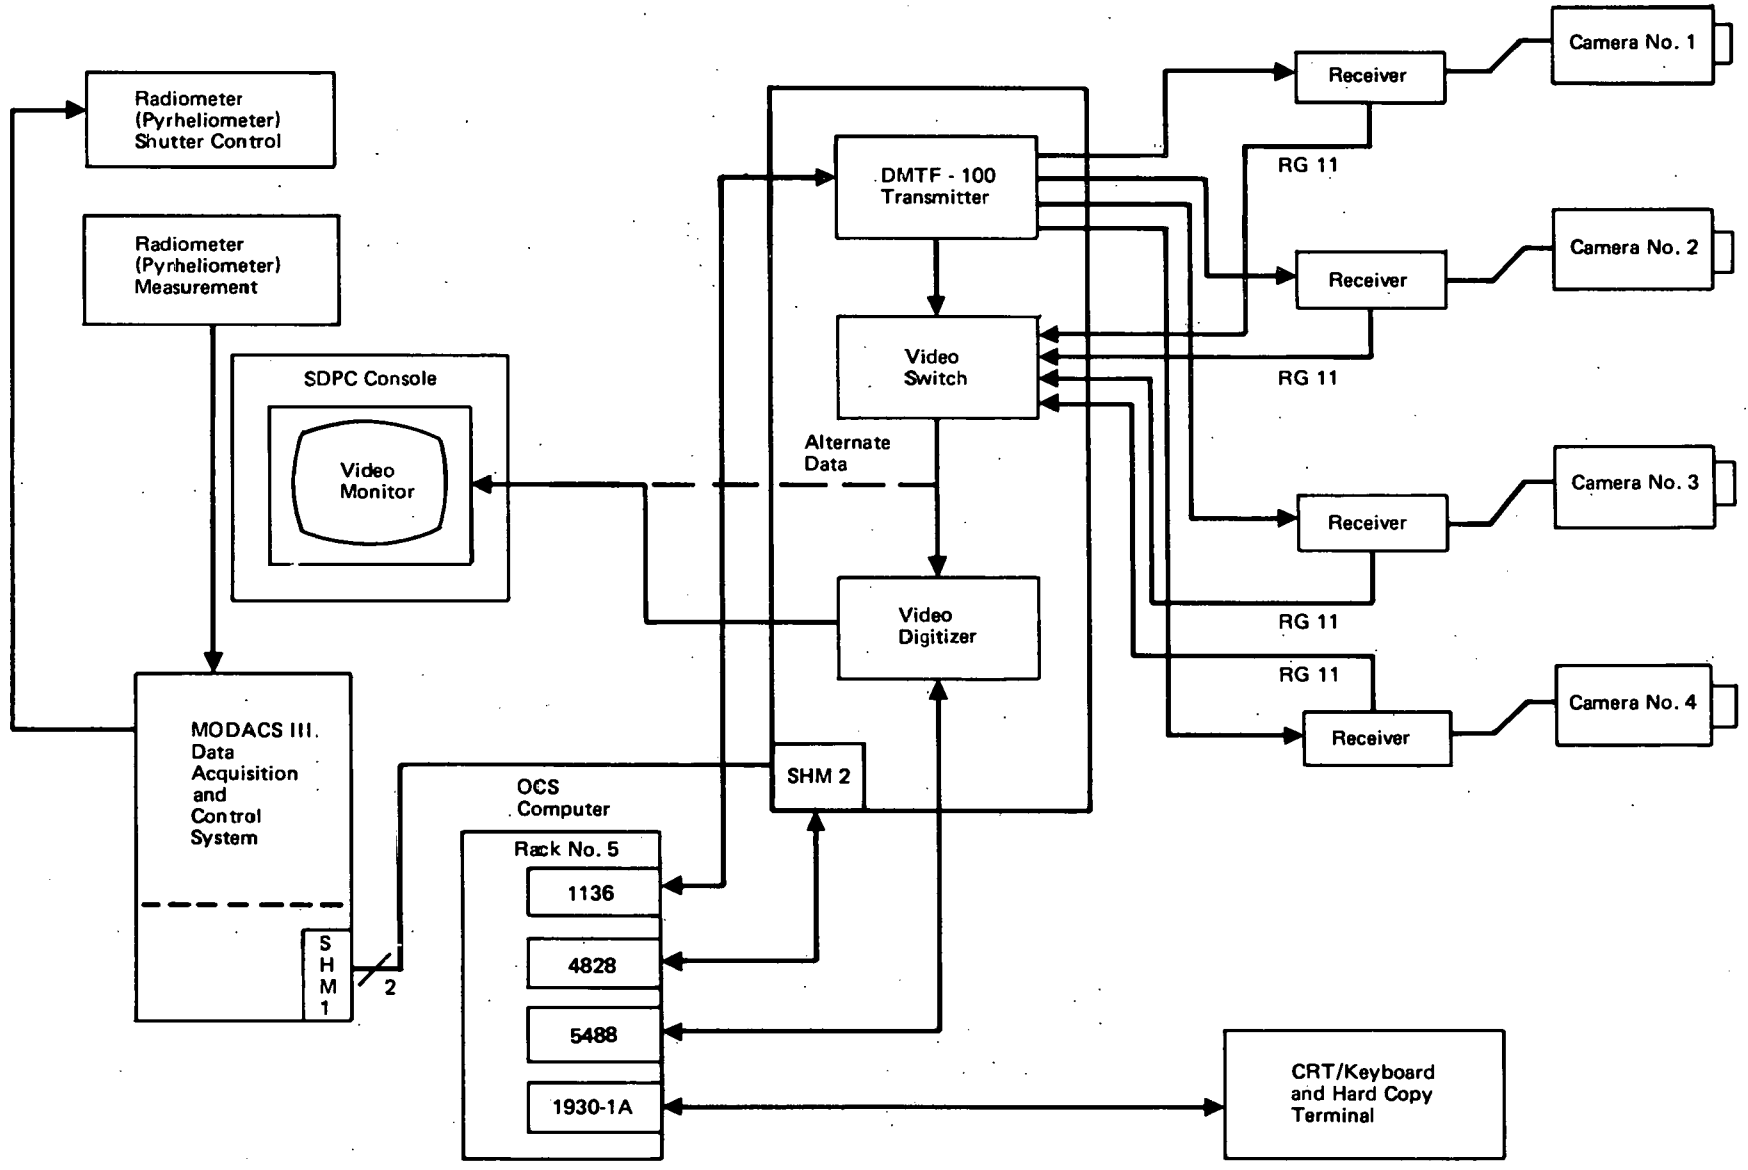 Camera No. 1
Receiver
Radiometer
(Pyrheliometer)
Shutter Control
RG 11
DMTF - 100
Transmitter
Radiometer
(Pyrheliometer)
Measurement
Camera No. 2
Receiver
Video
Switch
SDPC Console
RG 11
Alternate
Data
Video
Monitor
Camera No. 3
Receiver
Video
Digitizer
RG 11
RG 11
Camera No. 4
Receiver
MODACS III.
Data
Acquisition
and
Control
System
SHM 2
OCS
Computer
Rack No. 5
1136
S
H
M
1
2
4828
5488
1930-1A
CRT/Keyboard
and Hard Copy
Terminal